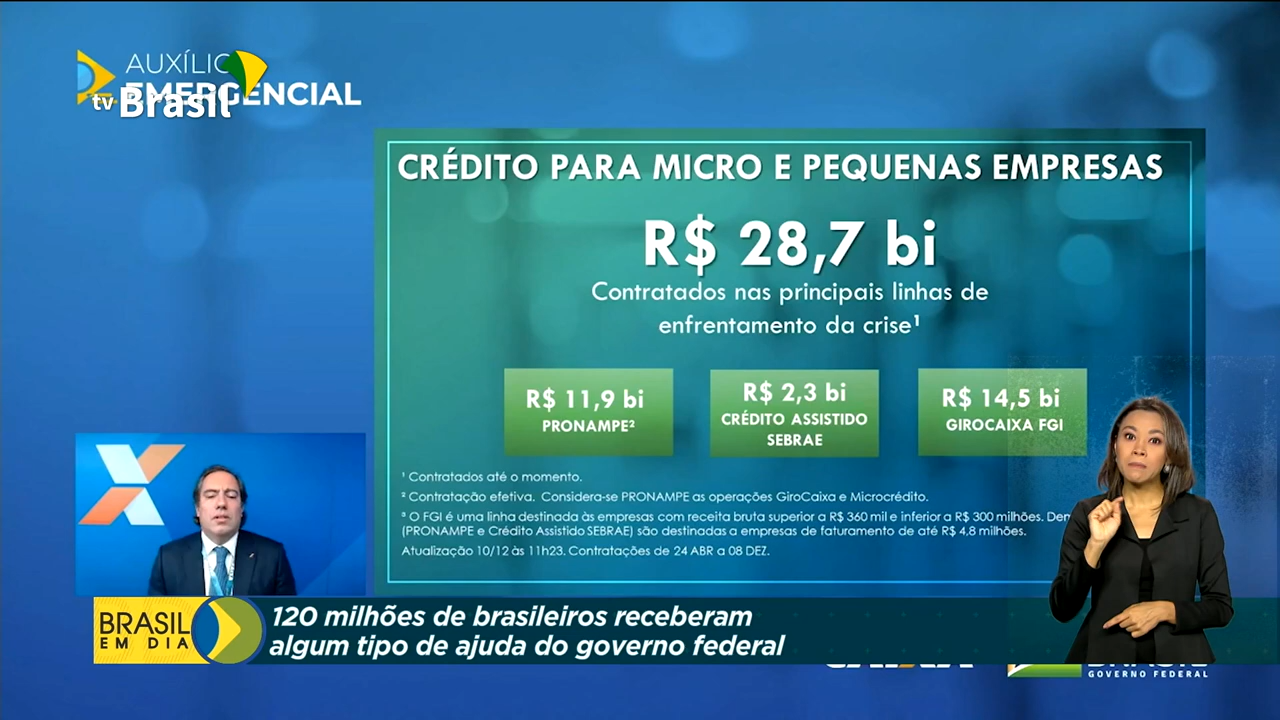 AUXÍLIO
EMERGENCIAL
tv Brasil
CRÉDITO PARA MICRO E PEQUENAS EMPRESAS
R$ 28,7 bi
Contratados nas principais linhas de
enfrentamento da crise¹
R$ 11,9 bi
PRONAMPE²
R$ 2,3 bi
CRÉDITO ASSISTIDO
SEBRAE
R$ 14,5 bi
GIROCAIXA FGI
¹ Contratados até o momento.
² Contratação efetiva. Considera-se PRONAMPE as operações GiroCaixa e Microcrédito.
³ O FGI é uma linha destinada às empresas com receita bruta superior a R$ 360 mil e inferior a R$ 300 milhões.
(PRONAMPE e Crédito Assistido SEBRAE) são destinadas a empresas de faturamento de até R$ 4,8 milhões.
Atualização 10/12 às 11h23. Contratações de 24 ABR a 08 DEZ.
BRASIL
EM DIA
120 milhões de brasileiros receberam
algum tipo de ajuda do governo federal
CAIXA
BRASIL
GOVERNO FEDERAL